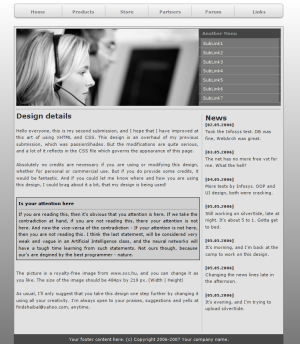 Home Products Store Partners Forum Links
Another Menu
SubLink1
SubLink2
SubLink3
SubLink4
SubLink5
SubLink6
SubLink7
Design details
Hello everyone, this is my second submission, and I hope that I have improved at
this art of using XHTML and CSS. This design is an overhaul of my previous
submission, which was passionShades. But the modifications are quite serious,
and a lot of it reflects in the CSS file which governs the appearance of this page.
Absolutely no credits are necessary if you are using or modifying this design,
whether for personal or commercial use. But if you do provide some credits, it
would be fantastic. And if you could let me know where and how you are using
this design, I could brag about it a bit, that my design is being used!
Is your attention here
If you are reading this, then it's obvious that you attention is here. If we take the
contradiction at hand, if you are not reading this, there your attention is not
here. And now the vise-versa of the contradiction - If your attention is not here,
then you are not reading this. I think the last statement, will be considered very
weak and vague in an Artificial Intelligence class, and the neural networks will
have a tough time learning from such statements. Not ours though, because
our's are degined by the best programmer - nature.
The picture is a royalty-free image from www.sxc.hu, and you can change it as
you like. The size of the image should be 494px by 219 px. (Width | Height)
As usual, I'll only suggest that you take this design one step further by changing it
using all your creativity. I'm always open to your praises, suggestions and yells at
findshaibal@yahoo.com, anytime.
News
[02.05.2006]
Took the Infosys test. DB was
fine, WebArch was great.
[03.05.2006]
The net has no more free vat for
me. What the.
[03.05.2006]
More tests by Infosys. OOP and
UI design, both were cracking.
[03.05.2006]
Still working on silvertide, late at
night. It's about 5 to 1. Gotta get
to bed.
[03.05.2006]
It's morning, and I'm back at the
camp to work on this design.
[03.05.2006]
Changing the news lines late in
the afternoon.
[03.05.2006]
It's evening, and I'm trying to
upload silvertide.
Your footer content here. (c) Copyright 2006-2007 Your company name.